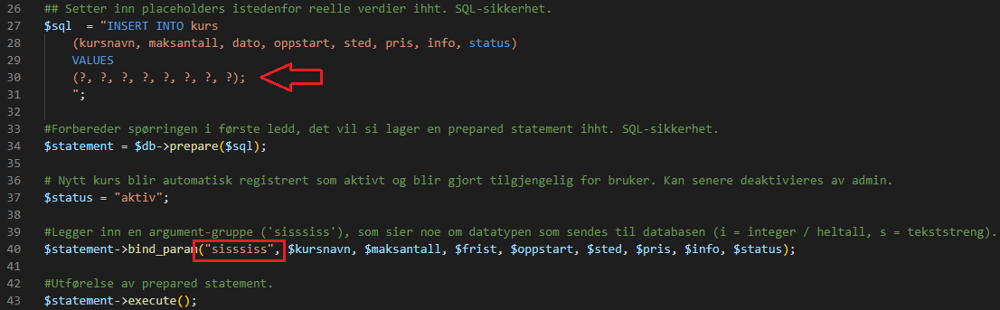 26 ## Setter inn placeholders istedenfor reelle verdier ihht. SQL-sikkerhet.
27 $sql = "INSERT INTO kurs
28 (kursnavn, maksantall, dato, oppstart, sted, pris, info, status)
29 VALUES
30 (?, ?, ?, ?, ?, ?, ?, ?);
31 ";
32
33 #Forbereder spørringen i første ledd, det vil si lager en prepared statement ihht. SQL-sikkerhet.
34 $statement = $db->prepare($sql);
35
36 # Nytt kurs blir automatisk registrert som aktivt og blir gjort tilgjengelig for bruker. Kan senere deaktivieres av admin.
37 $status = "aktiv";
38
39 #Legger inn en argument-gruppe ('sisssiss'), som sier noe om datatypen som sendes til databasen (i = integer / heltall, s = tekststreng).
40 $statement->bind_param("sisssiss", $kursnavn, $maksantall, $frist, $oppstart, $sted, $pris, $info, $status);
41
42 #Utførelse av prepared statement.
43 $statement->execute();